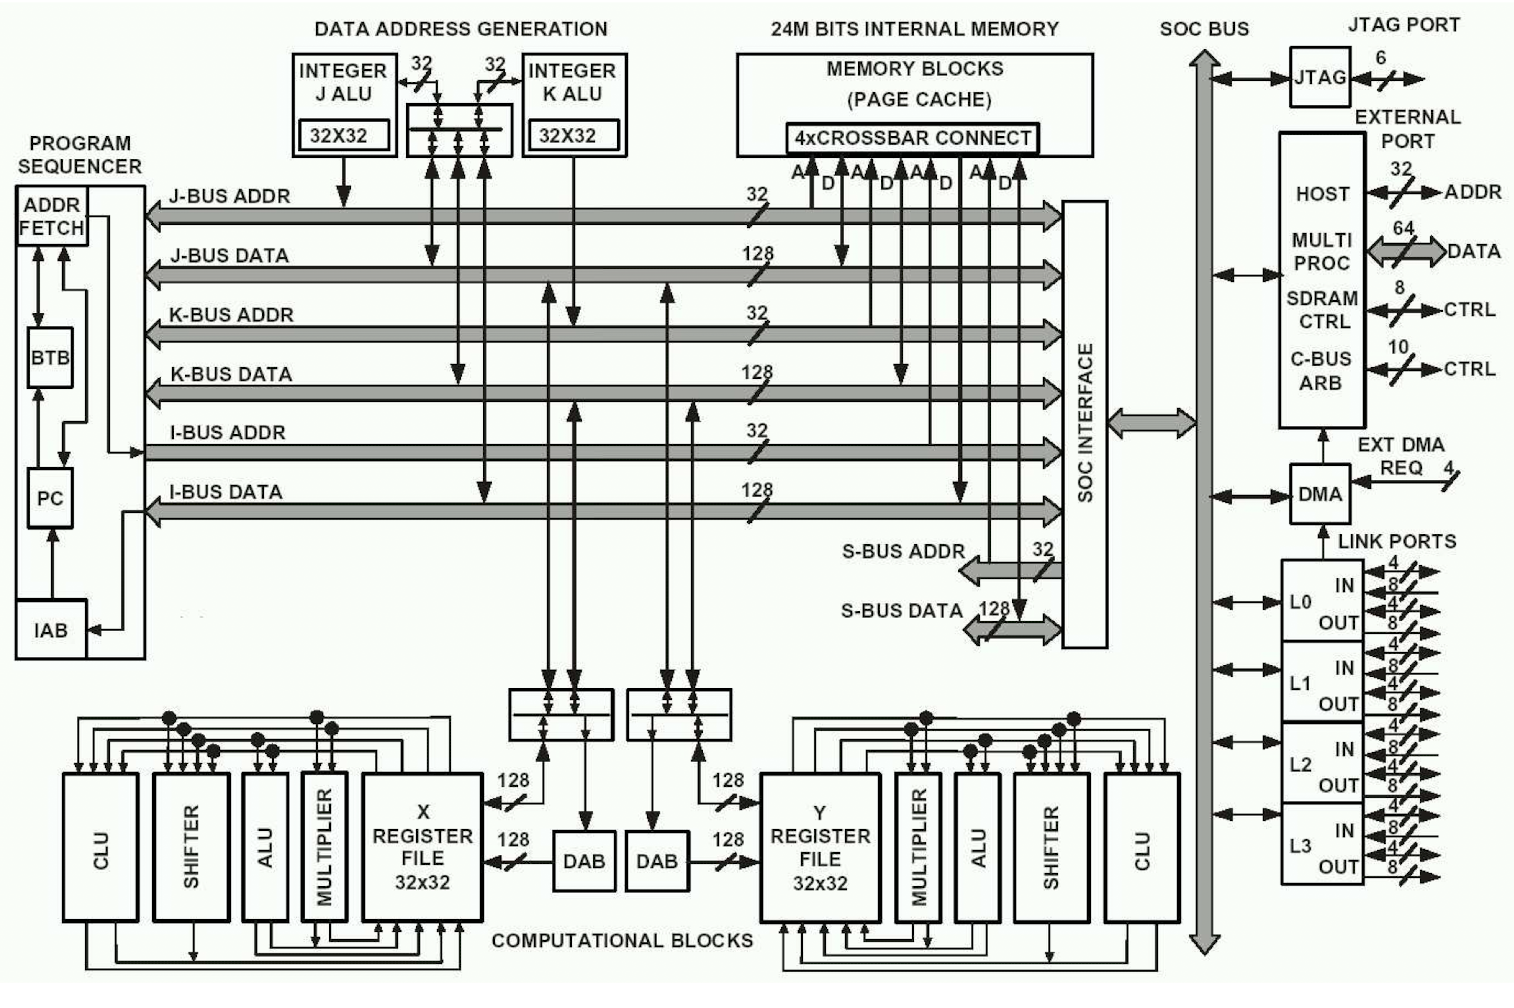 DATA ADDRESS GENERATION
24M BITS INTERNAL MEMORY
SOC BUS
JTAG PORT
INTEGER
J ALU
32X32
32
32
INTEGER
K ALU
32X32
MEMORY BLOCKS
(PAGE CACHE)
4xCROSSBAR CONNECT
A D A D A D A D
JTAG
6
PROGRAM
SEQUENCER
ADDR
FETCH
BTB
PC
IAB
J-BUS ADDR
32
J-BUS DATA
128
K-BUS ADDR
32
K-BUS DATA
128
I-BUS ADDR
32
I-BUS DATA
128
S-BUS ADDR
32
S-BUS DATA
128
SOC INTERFACE
EXTERNAL
PORT
HOST
MULTI
PROC
SDRAM
CTRL
C-BUS
ARB
32
ADDR
64
DATA
8
CTRL
10
CTRL
EXT DMA
REQ
4
DMA
LINK PORTS
L0
IN
OUT
4
8
4
8
L1
IN
OUT
4
8
4
8
L2
IN
OUT
4
8
4
8
L3
IN
OUT
4
8
4
8
CLU
SHIFTER
ALU
MULTIPLIER
X
REGISTER
FILE
32x32
128
128
DAB
DAB
128
128
Y
REGISTER
FILE
32x32
MULTIPLIER
ALU
SHIFTER
CLU
COMPUTATIONAL BLOCKS